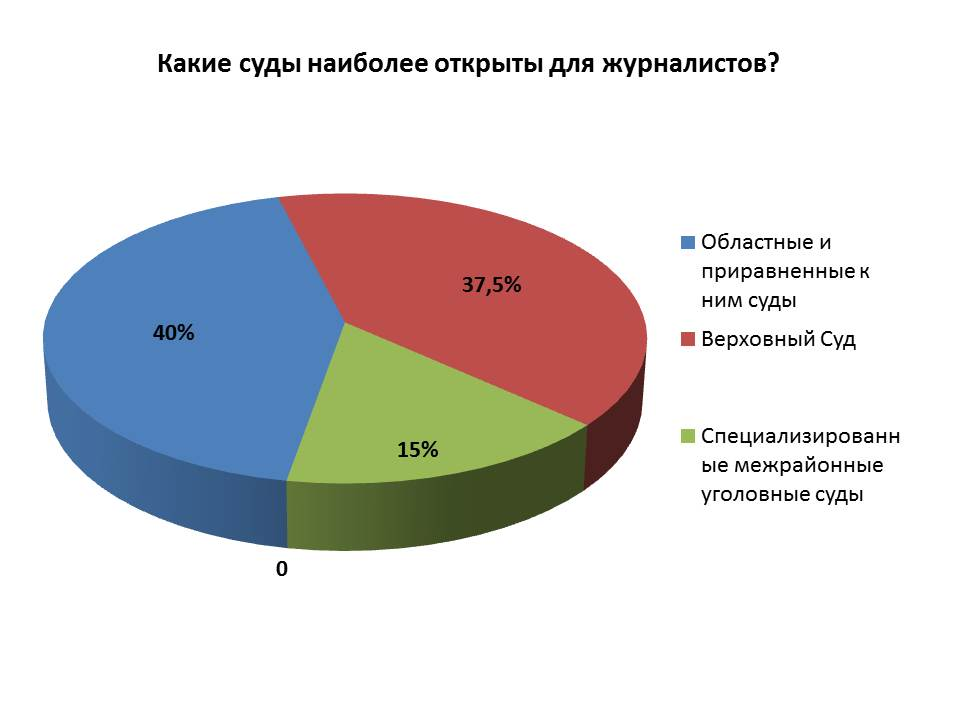 Какие суды наиболее открыты для журналистов?
37,5%
40%
15%
0
Областные и
приравненные к
ним суды
Верховный Суд
Специализированн
ые межрайонные
уголовные суды